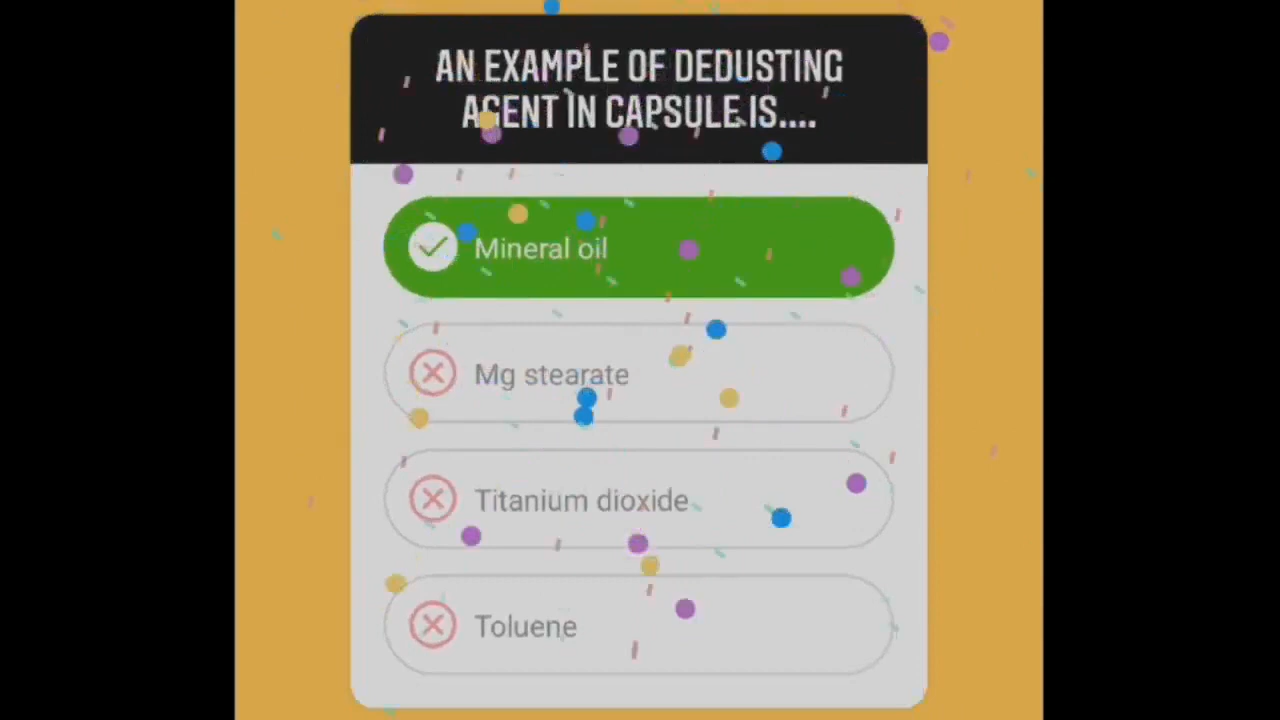 AN EXAMPLE OF DEDUSTING
AGENT IN CAPSULE IS....
Mineral oil
Mg stearate
Titanium dioxide
Toluene